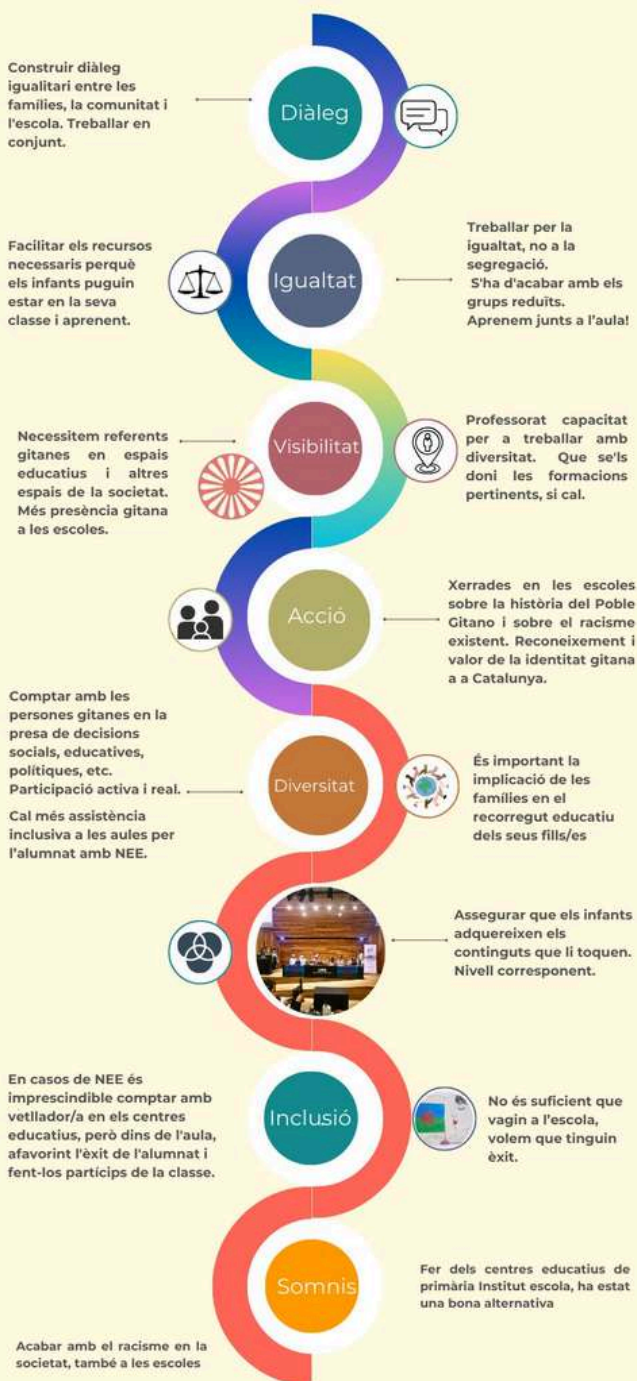 Construir diàleg
igualitari entre les
famílies, la comunitat i
l'escola. Treballar en
conjunt.
Diàleg
Facilitar els recursos
necessaris perquè
els infants puguin
estar en la seva
classe i aprenent.
Igualtat
Treballar per la
igualtat, no a la
segregació.
S'ha d'acabar amb els
grups reduïts.
Aprenem junts a l'aula!
Necessitem referents
gitanes en espais
educatius i altres
espais de la societat.
Més presència gitana
a les escoles.
Visibilitat
Professorat capacitat
per a treballar amb
diversitat. Que se'ls
doni les formacions
pertinents, si cal.
Acció
Xerrades en les escoles
sobre la història del Poble
Gitano i sobre el racisme
existent. Reconeixement i
valor de la identitat gitana
a a Catalunya.
Comptar amb les
persones gitanes en la
presa de decisions
socials, educatives,
polítiques, etc.
Participació activa i real.
Cal més assistència
inclusiva a les aules per
l'alumnat amb NEE.
Diversitat
És important la
implicació de les
famílies en el
recorregut educatiu
dels seus fills/es
Assegurar que els infants
adquereixen els
continguts que li toquen.
Nivell corresponent.
En casos de NEE és
imprescindible comptar amb
vetllador/a en els centres
educatius, però dins de l'aula,
afavorint l'èxit de l'alumnat i
fent-los partícips de la classe.
Inclusió
No és suficient que
vagin a l'escola,
volem que tinguin
èxit.
Somnis
Fer dels centres educatius de
primària Institut escola, ha estat
una bona alternativa
Acabar amb el racisme en la
societat, també a les escoles